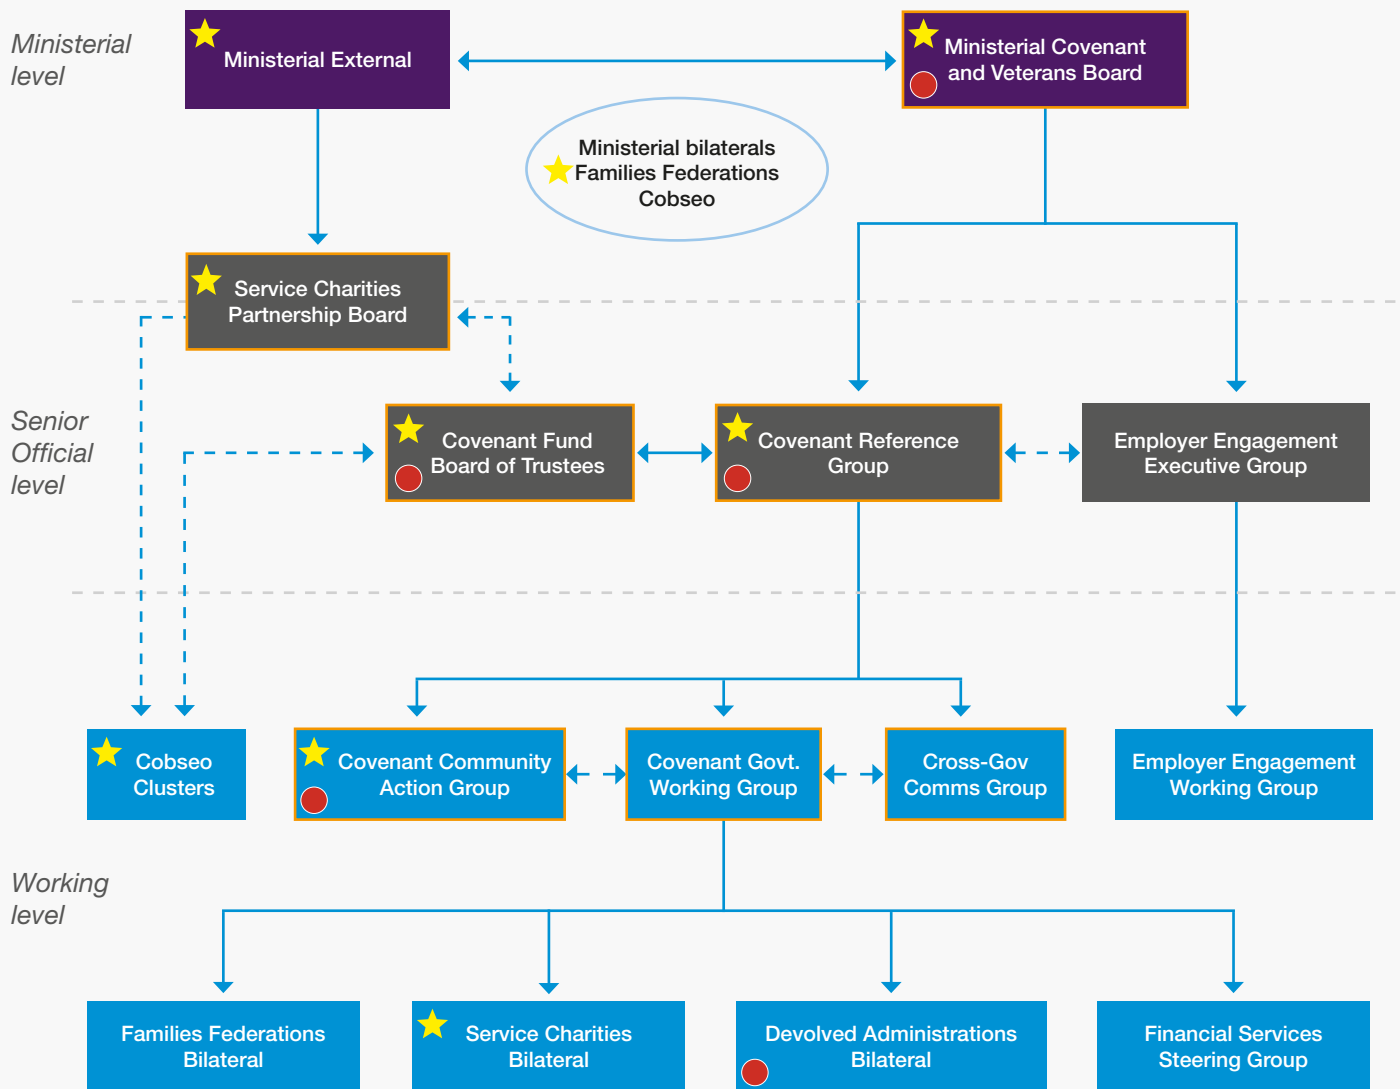 Ministerial
level
Ministerial External
Ministerial Covenant
and Veterans Board
Ministerial bilaterals
Families Federations
Cobseo
Service Charities
Partnership Board
Senior
Official
level
Covenant Fund
Board of Trustees
Covenant Reference
Group
Employer Engagement
Executive Group
Cobseo
Clusters
Covenant Community
Action Group
Covenant Govt.
Working Group
Cross-Gov
Comms Group
Employer Engagement
Working Group
Working
level
Families Federations
Bilateral
Service Charities
Bilateral
Devolved Administrations
Bilateral
Financial Services
Steering Group